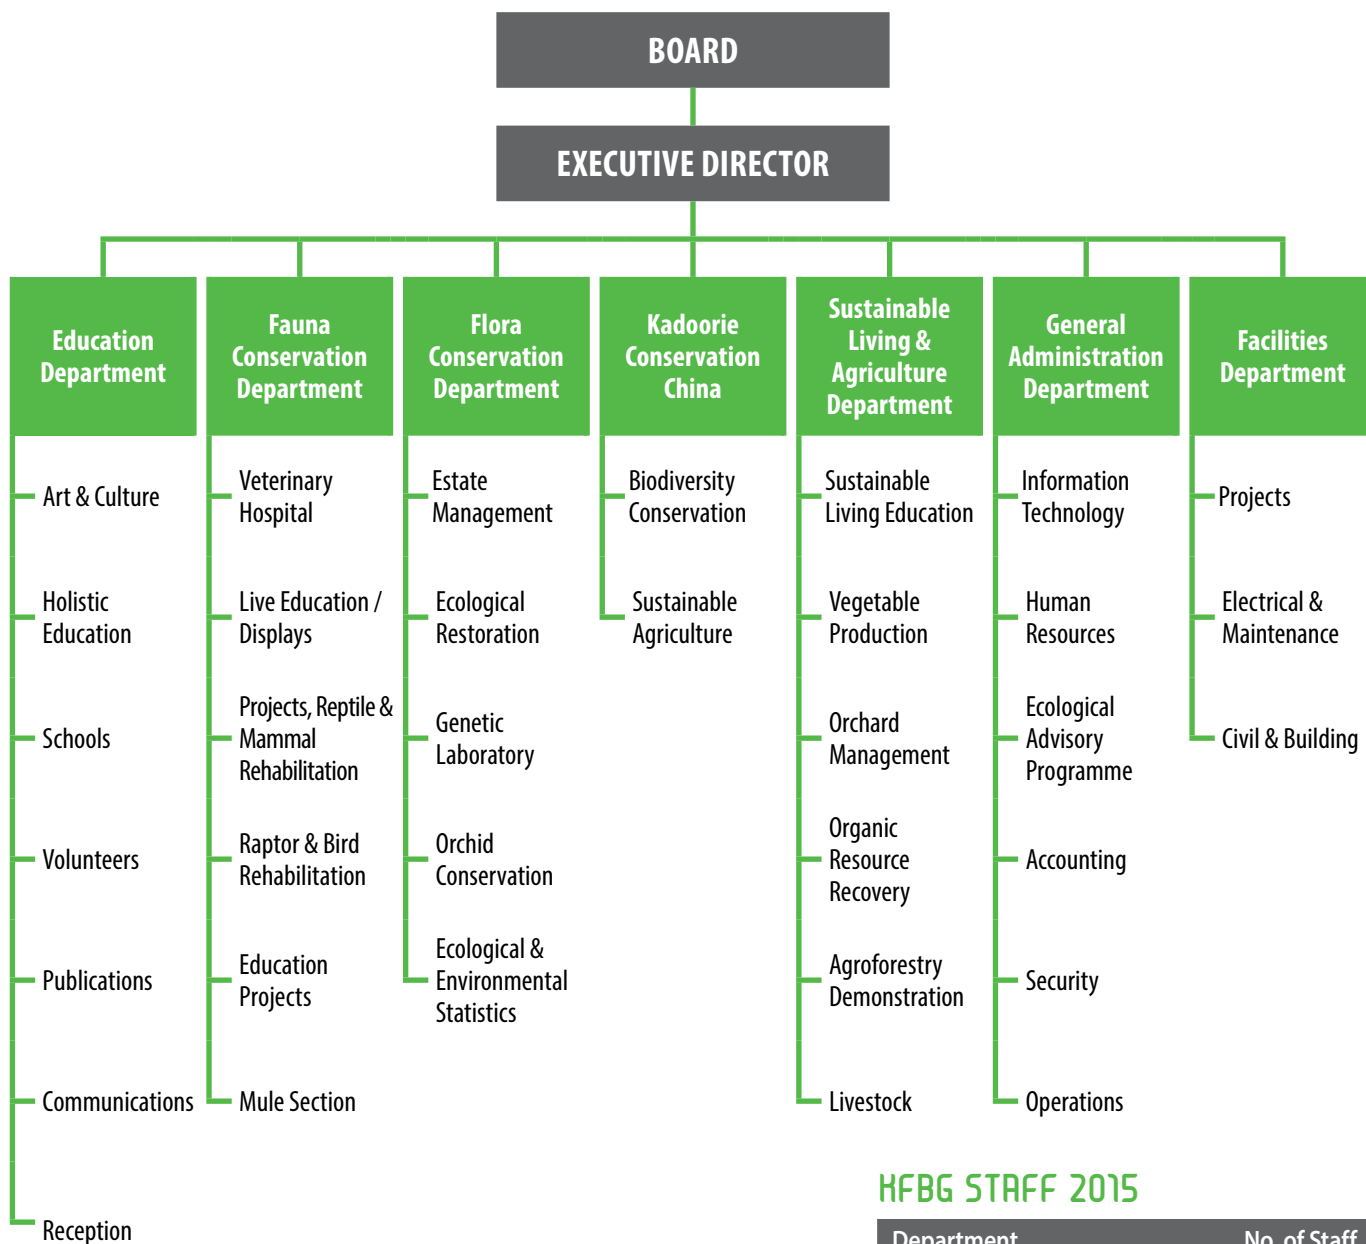 BOARD
EXECUTIVE DIRECTOR
Education
Department
Fauna
Conservation
Department
Flora
Conservation
Department
Kadoorie
Conservation
China
Sustainable
Living &
Agriculture
Department
General
Administration
Department
Facilities
Department
Art & Culture
Holistic
Education
Schools
Volunteers
Publications
Communications
Reception
Veterinary
Hospital
Live Education /
Displays
Projects, Reptile &
Mammal
Rehabilitation
Raptor & Bird
Rehabilitation
Education
Projects
Mule Section
Estate
Management
Ecological
Restoration
Genetic
Laboratory
Orchid
Conservation
Ecological &
Environmental
Statistics
Biodiversity
Conservation
Sustainable
Agriculture
Sustainable
Living Education
Vegetable
Production
Orchard
Management
Organic
Resource
Recovery
Agroforestry
Demonstration
Livestock
Information
Technology
Human
Resources
Ecological
Advisory
Programme
Accounting
Security
Operations
Projects
Electrical &
Maintenance
Civil & Building
KFBG STAFF 2015
Department No. of Staff